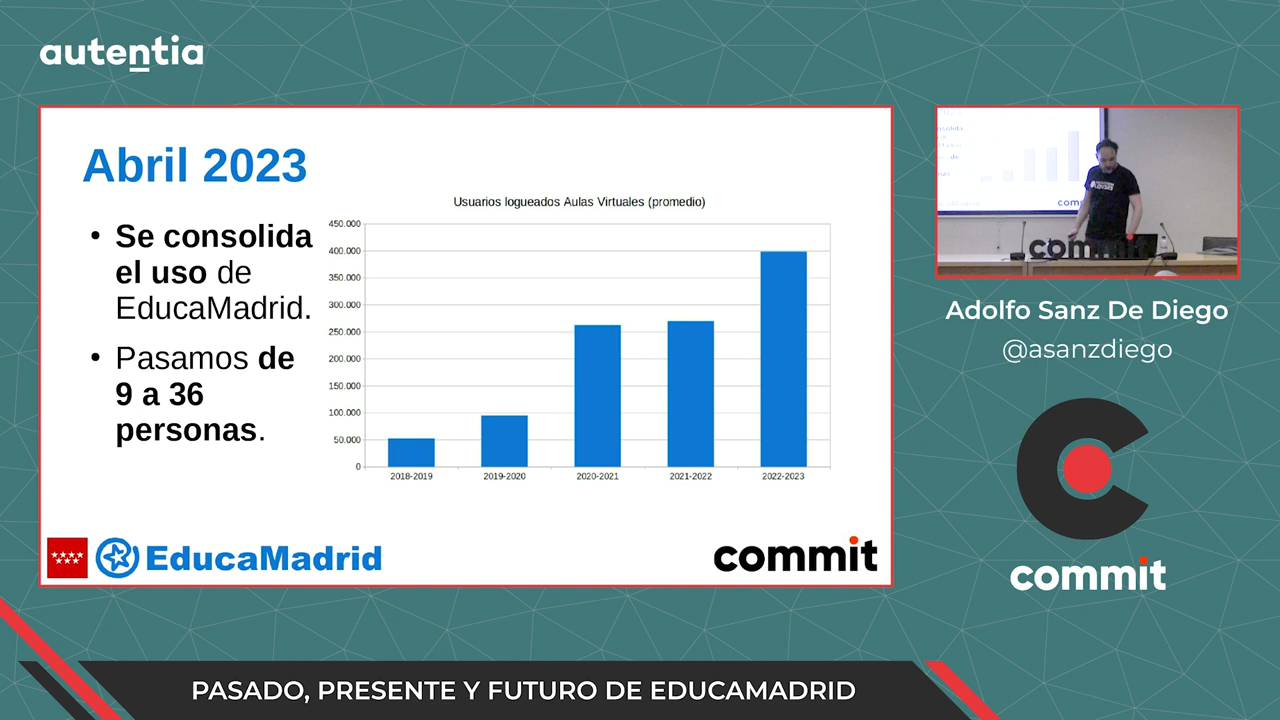 autentia
Abril 2023
• Se consolida
el uso de
EducaMadrid.
• Pasamos de
9 a 36
personas.
Usuarios logueados Aulas Virtuales (promedio)
450.000
400.000
350.000
300.000
250.000
200.000
150.000
100.000
50.000
0
2018-2019
2019-2020
2020-2021
2021-2022
2022-2023
EducaMadrid
commit
commit
Adolfo Sanz De Diego
@asanzdiego
commit
PASADO, PRESENTE Y FUTURO DE EDUCAMADRID